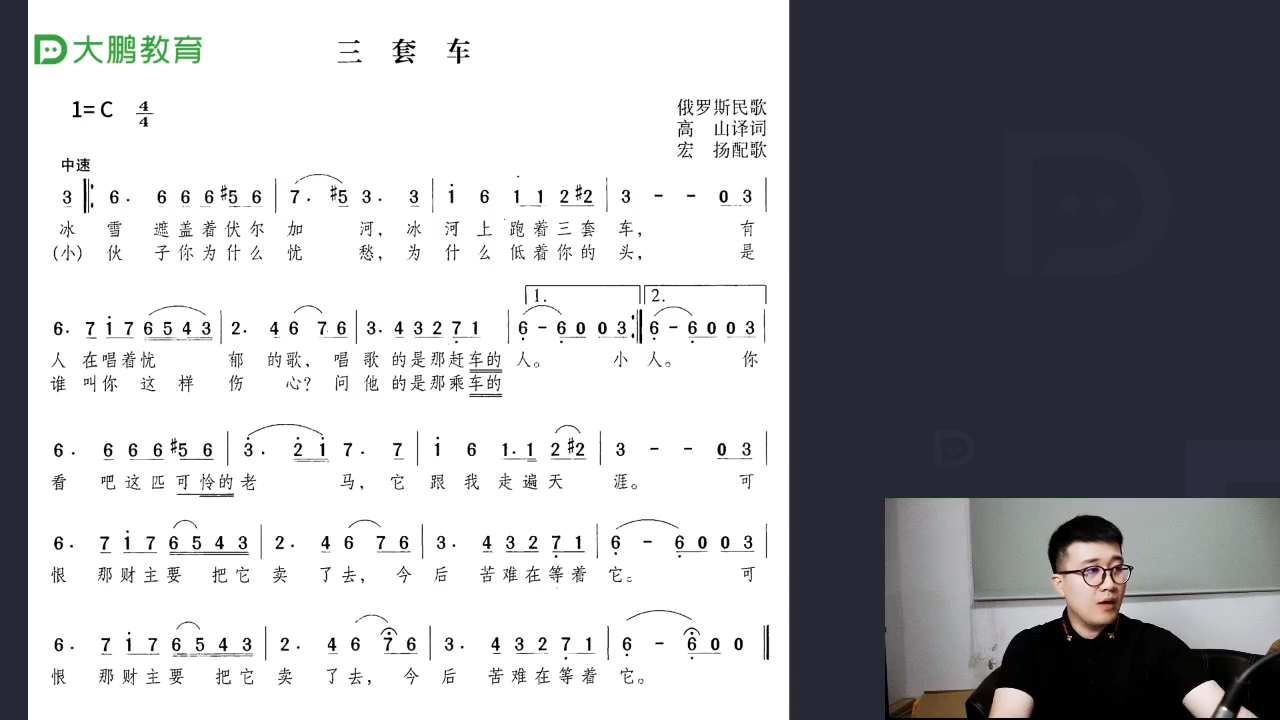 大鹏教育
三套车
1=C 4/4
俄罗斯民歌
高 山译词
宏 扬配歌
中速
3 6. 6 6 6 #5 6 7. #5 3. 3 1 6 1 1 2 #2 3 - - 0 3
冰 雪 遮盖着伏尔 加 河, 冰 河 上 跑着三套 车, 有
(小) 伙 子你为什么 忧 愁, 为 什 么 低着你的 头, 是
1. 2.
6. 7 1 7 6 5 4 3 2. 4 6 7 6 3. 4 3 2 7 1 6 - 6 0 0 3 6 - 6 0 0 3
人 在唱着忧 郁 的歌, 唱 歌 的是那赶车的 人。 小 人。 你
谁 叫你 这 样 伤 心? 问 他 的是那乘车的
6. 6 6 6 #5 6 3. 2 1 7. 7 1 6 1. 1 2 #2 3 - - 0 3
看 吧这匹可怜的老 马, 它 跟 我 走遍天 涯。 可
6. 7 1 7 6 5 4 3 2. 4 6 7 6 3. 4 3 2 7 1 6 - 6 0 0 3
恨 那财主要 把它 卖 了去, 今 后 苦难在等着 它。 可
6. 7 1 7 6 5 4 3 2. 4 6 7 6 3. 4 3 2 7 1 6 - 6 0 0
恨 那财主要 把它 卖 了去, 今 后 苦难在等着 它。